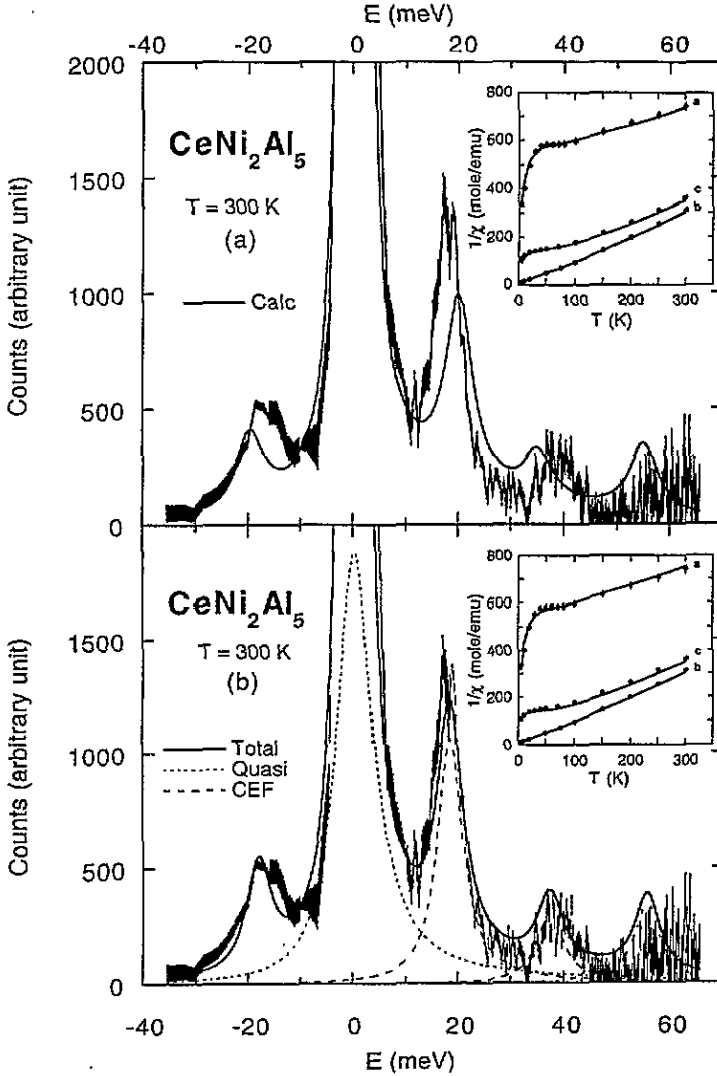 E (meV)
-40 -20 0 20 40 60
2000
1500
1000
500
0
Counts (arbitrary unit)
CeNi2Al5
T = 300 K
(a)
Calc
800
600
400
200
0
1/χ (mole/emu)
a
c
b
0 100 200 300
T (K)
1500
1000
500
0
Counts (arbitrary unit)
CeNi2Al5
T = 300 K
(b)
Total
Quasi
CEF
800
600
400
200
0
1/χ (mole/emu)
a
c
b
0 100 200 300
T (K)
-40 -20 0 20 40 60
E (meV)